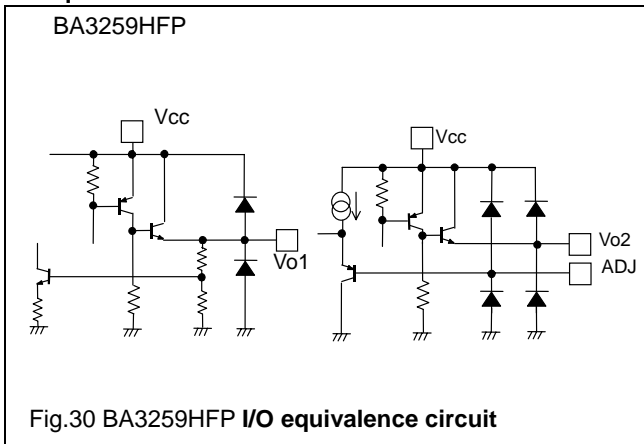 BA3259HFP
Vcc
Vo1
Vcc
Vo2
ADJ
Fig.30 BA3259HFP I/O equivalence circuit